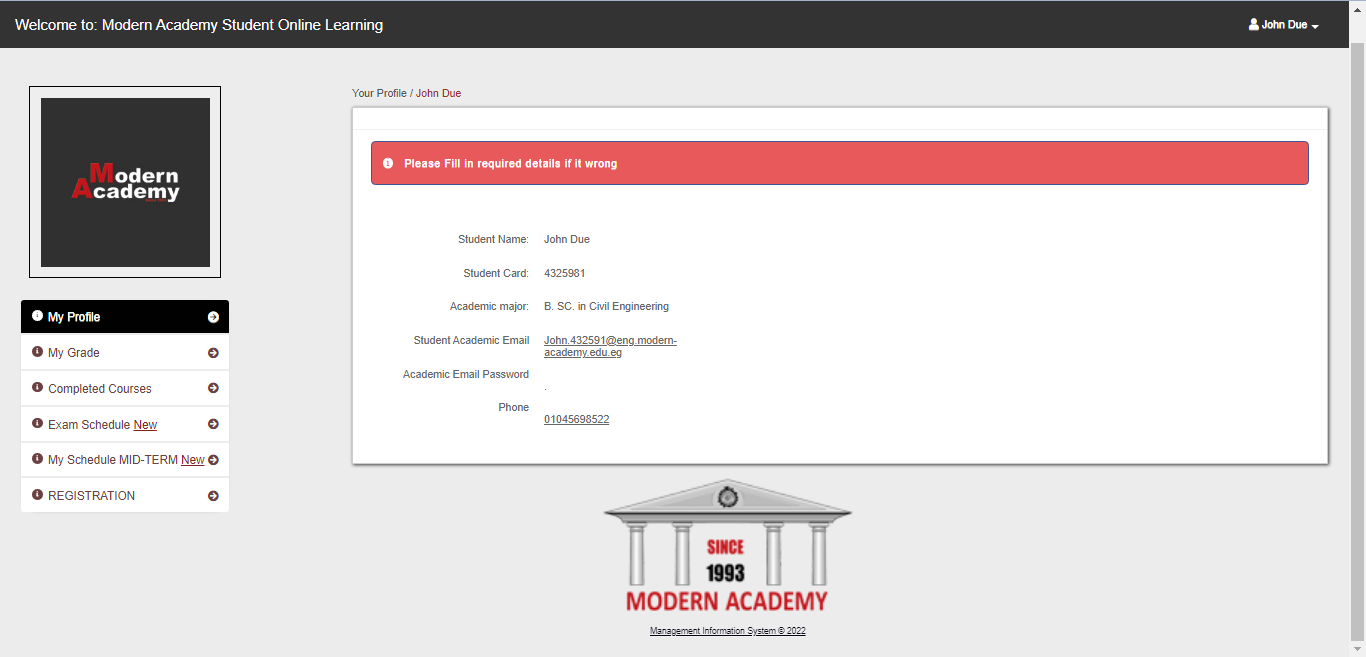 Welcome to: Modern Academy Student Online Learning
John Due
Modern
Academy
My Profile
My Grade
Completed Courses
Exam Schedule New
My Schedule MID-TERM New
REGISTRATION
Your Profile / John Due
Please Fill in required details if it wrong
Student Name: John Due
Student Card: 4325981
Academic major: B. SC. in Civil Engineering
Student Academic Email John.432591@eng.modern-
academy.edu.eg
Academic Email Password
.
Phone
01045698522
SINCE
1993
MODERN ACADEMY
Management Information System © 2022